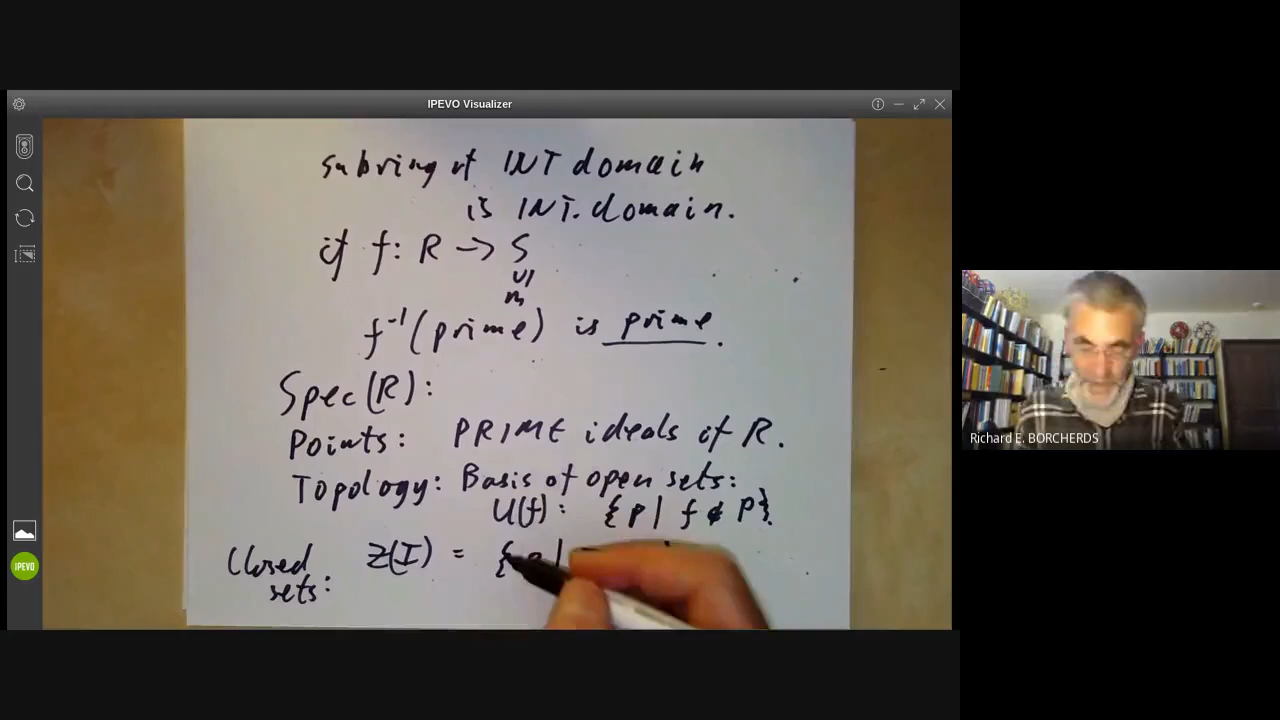 IPEVO Visualizer
subring of INT domain
is INT. domain.
if f: R -> S
U/
m
f⁻¹(prime) is prime.
Spec(R):
Points: PRIME ideals of R.
Topology: Basis of open sets:
U(f): {p | f ∉ P}.
Closed Z(I) = {p |
sets:
IPEVO
Richard E. BORCHERDS